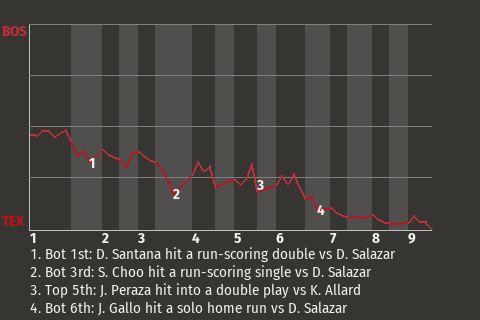 BOS
1
2
3
4
TEX
1 2 3 4 5 6 7 8 9
1. Bot 1st: D. Santana hit a run-scoring double vs D. Salazar
2. Bot 3rd: S. Choo hit a run-scoring single vs D. Salazar
3. Top 5th: J. Peraza hit into a double play vs K. Allard
4. Bot 6th: J. Gallo hit a solo home run vs D. Salazar